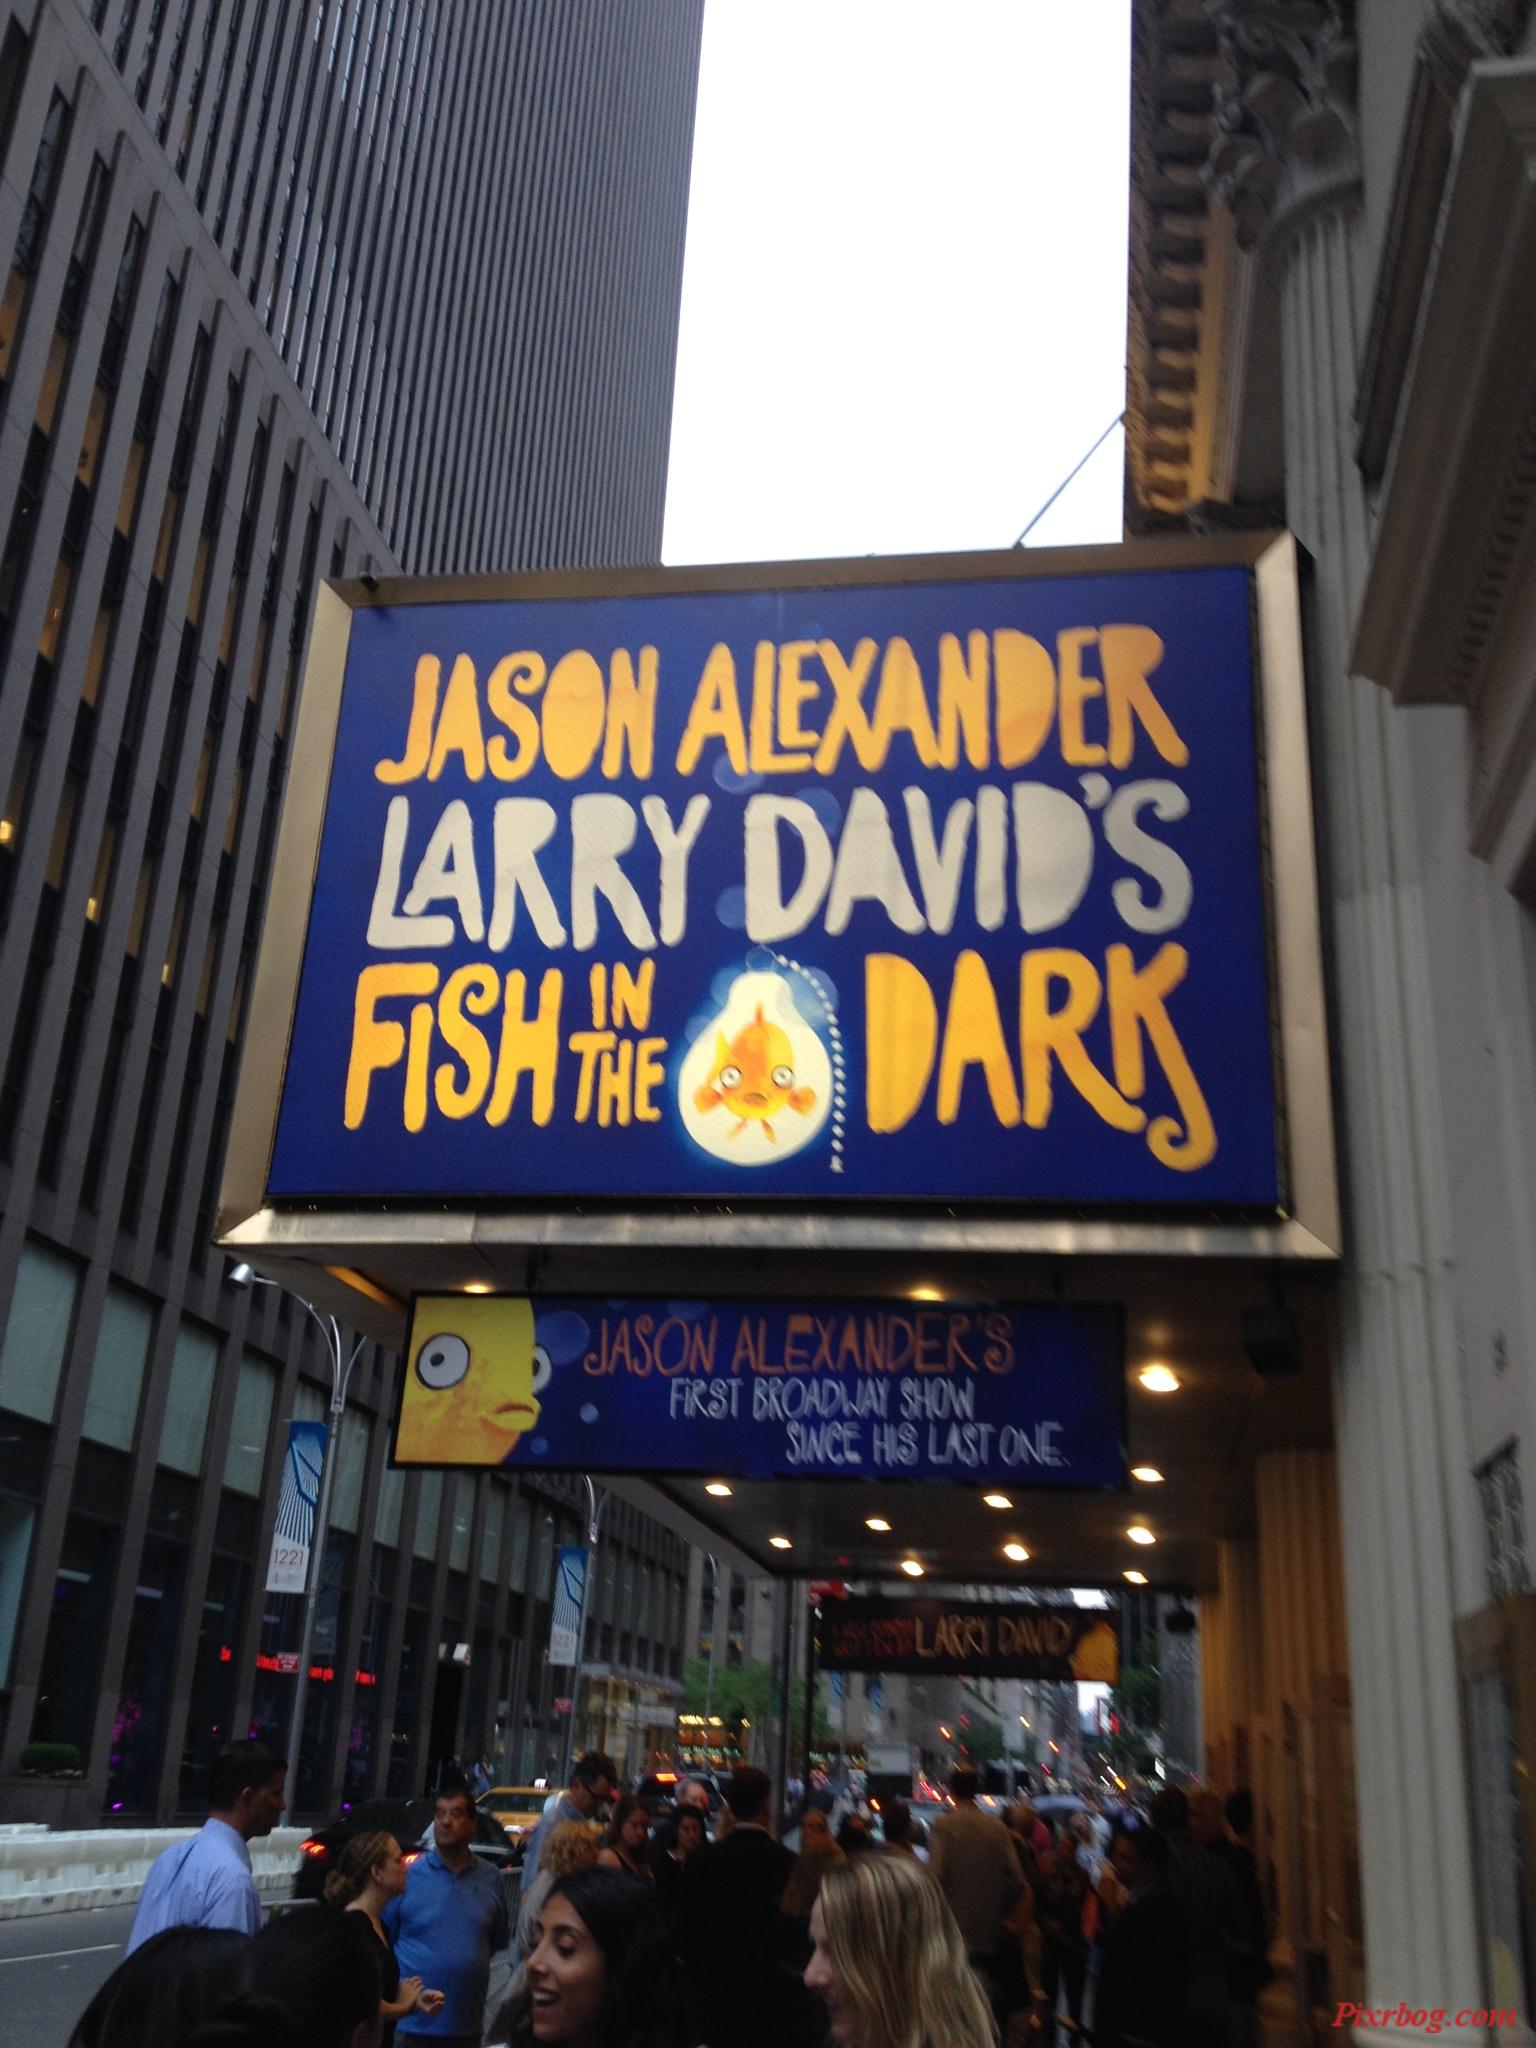 JASON ALEXANDER
LARRY DAVID'S
FISH IN THE DARK
JASON ALEXANDER'S
FIRST BROADWAY SHOW
SINCE HIS LAST ONE.
1221
LARRY DAVID
Pixrbog.com